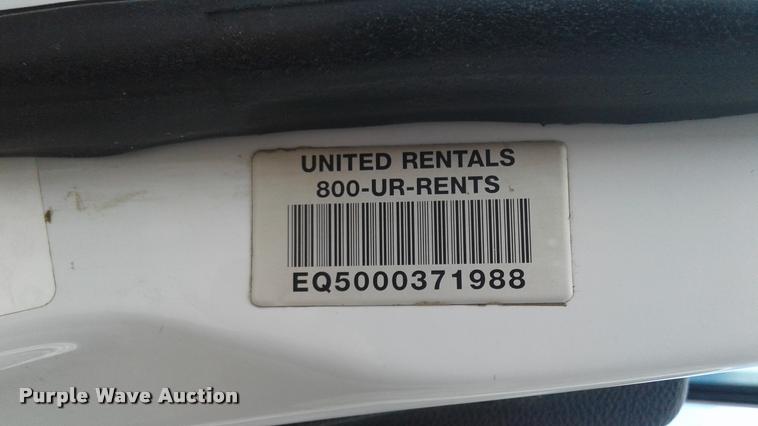 UNITED RENTALS
800-UR-RENTS
EQ5000371988
Purple Wave Auction